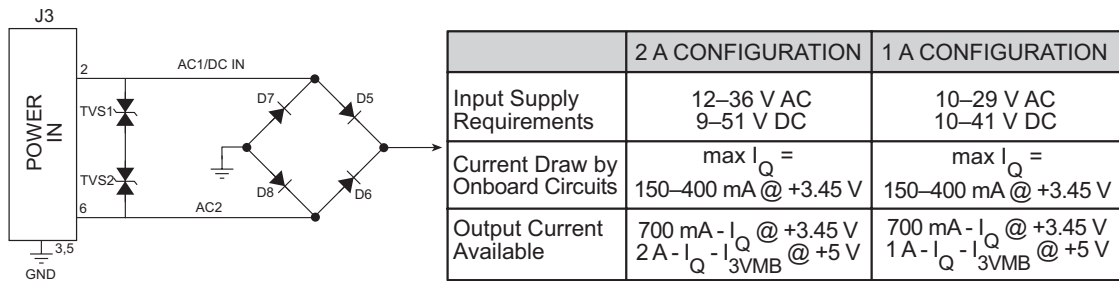 J3
POWER IN
2
AC1/DC IN
TVS1
TVS2
D7
D5
D8
D6
6
AC2
3,5
GND
2 A CONFIGURATION
1 A CONFIGURATION
Input Supply
Requirements
12–36 V AC
9–51 V DC
10–29 V AC
10–41 V DC
Current Draw by
Onboard Circuits
max IQ =
150–400 mA @ +3.45 V
max IQ =
150–400 mA @ +3.45 V
Output Current
Available
700 mA - IQ @ +3.45 V
2 A - IQ - I3VMB @ +5 V
700 mA - IQ @ +3.45 V
1 A - IQ - I3VMB @ +5 V